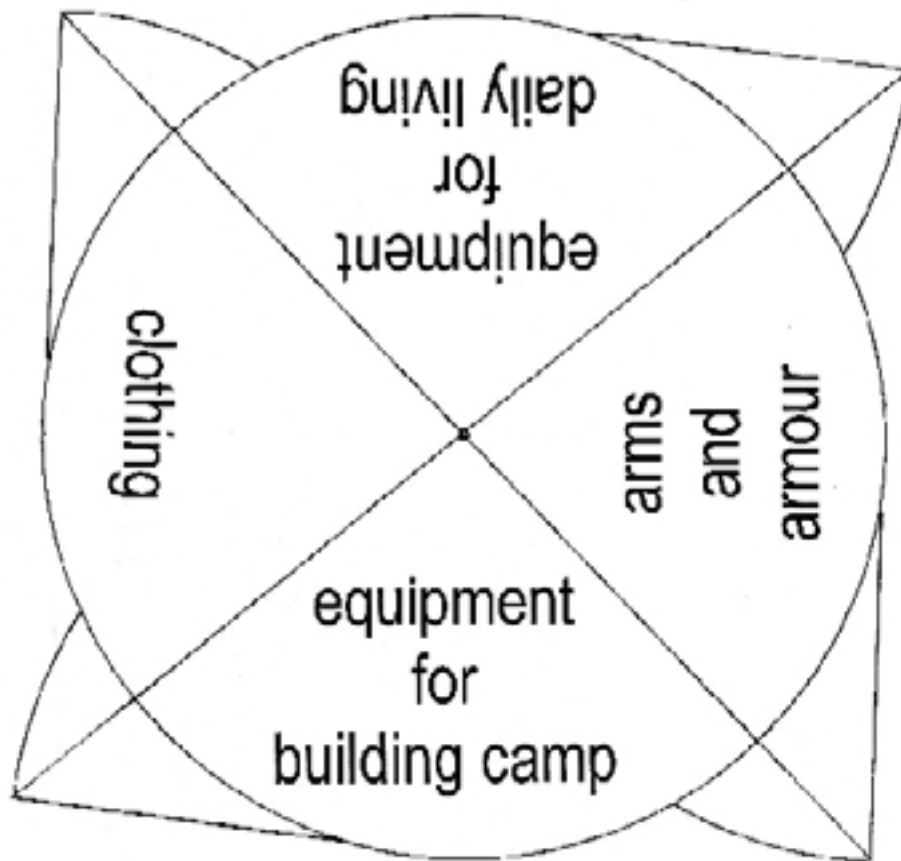 equipment
for
daily living
clothing
arms
and
armour
equipment
for
building camp